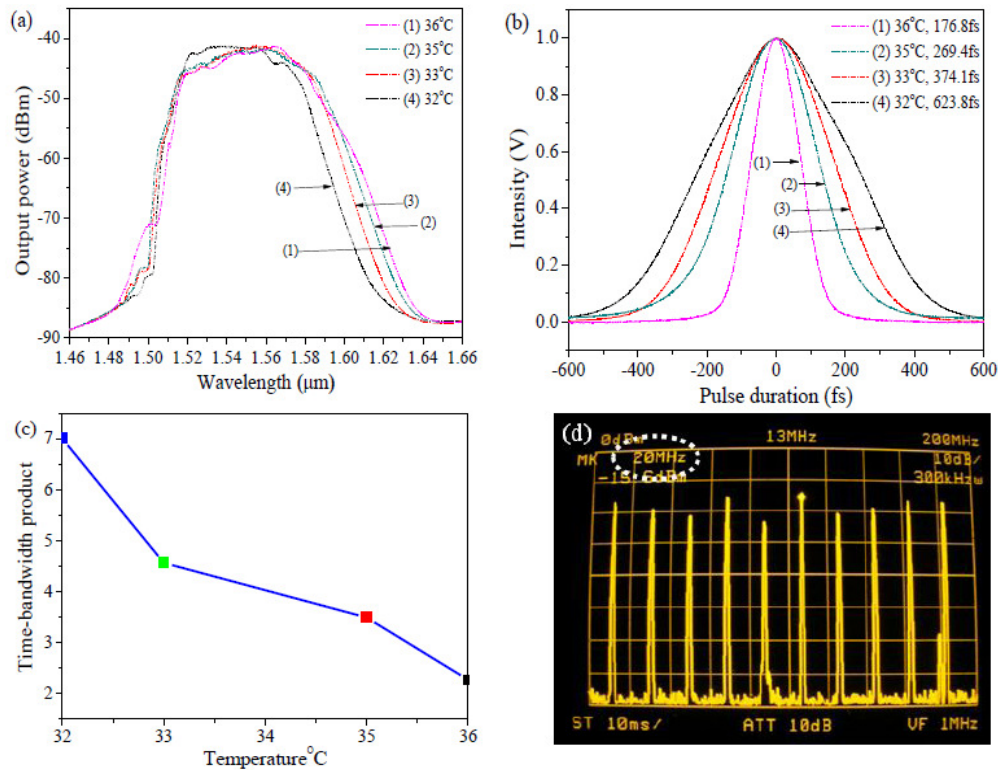 (a)
(1) 36°C
(2) 35°C
(3) 33°C
(4) 32°C
Output power (dBm)
-40
-50
-60
-70
-80
-90
(4)
(3)
(2)
(1)
1.46 1.48 1.50 1.52 1.54 1.56 1.58 1.60 1.62 1.64 1.66
Wavelength (μm)
(b)
(1) 36°C, 176.8fs
(2) 35°C, 269.4fs
(3) 33°C, 374.1fs
(4) 32°C, 623.8fs
Intensity (V)
1.0
0.8
0.6
0.4
0.2
0.0
(1)
(2)
(3)
(4)
-600 -400 -200 0 200 400 600
Pulse duration (fs)
(c)
Time-bandwidth product
7
6
5
4
3
2
32 33 34 35 36
Temperature°C
(d)
0dBm 13MHz 200MHz
MK 20MHz 10dB/
300kHzw
ST 10ms/ ATT 10dB VF 1MHz